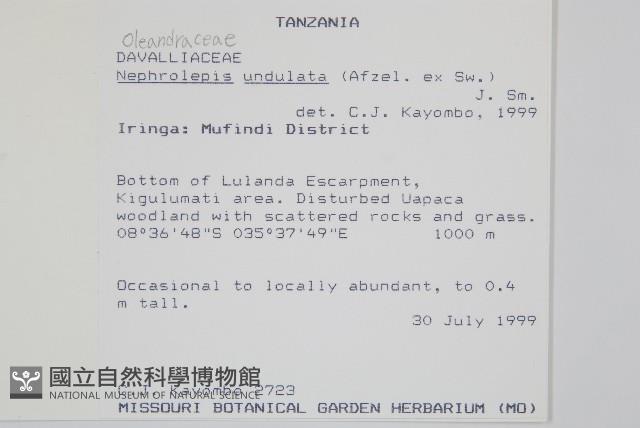 TANZANIA
Oleandraceae
DAVALLIACEAE
Nephrolepis undulata (Afzel. ex Sw.)
J. Sm.
det. C.J. Kayombo, 1999
Iringa: Mufindi District
Bottom of Lulanda Escarpment,
Kigulumati area. Disturbed Uapaca
woodland with scattered rocks and grass.
08°36'48"S 035°37'49"E 1000 m
Occasional to locally abundant, to 0.4
m tall.
30 July 1999
國立自然科學博物館
NATIONAL MUSEUM OF NATURAL SCIENCE
C.J. Kayombo 2723
MISSOURI BOTANICAL GARDEN HERBARIUM (MO)